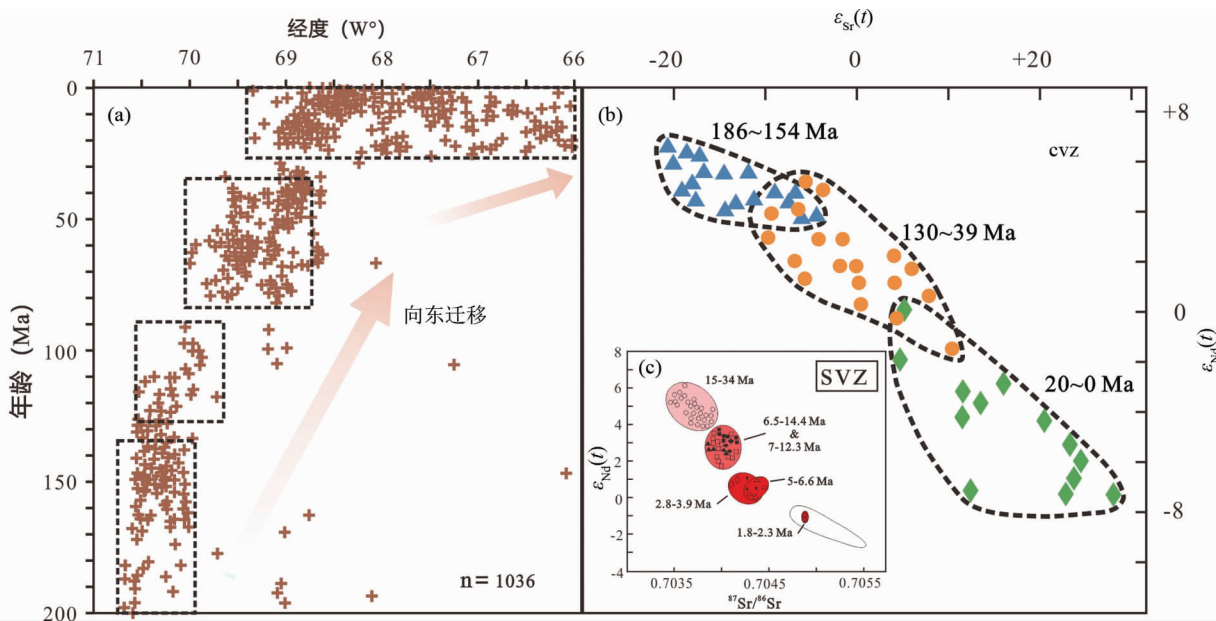 经度（W°）
71 70 69 68 67 66
0
50
100
150
200
年龄（Ma）
(a)
向东迁移
n = 1036
εSr(t)
-20 0 +20
(b)
186~154 Ma
CVZ
130~39 Ma
20~0 Ma
+8
0
-8
εNd(t)
(c)
SVZ
15-34 Ma
6.5-14.4 Ma
&
7-12.3 Ma
5-6.6 Ma
2.8-3.9 Ma
1.8-2.3 Ma
6
4
2
0
-2
-4
εNd(t)
0.7035 0.7045 0.7055
⁸⁷Sr/⁸⁶Sr